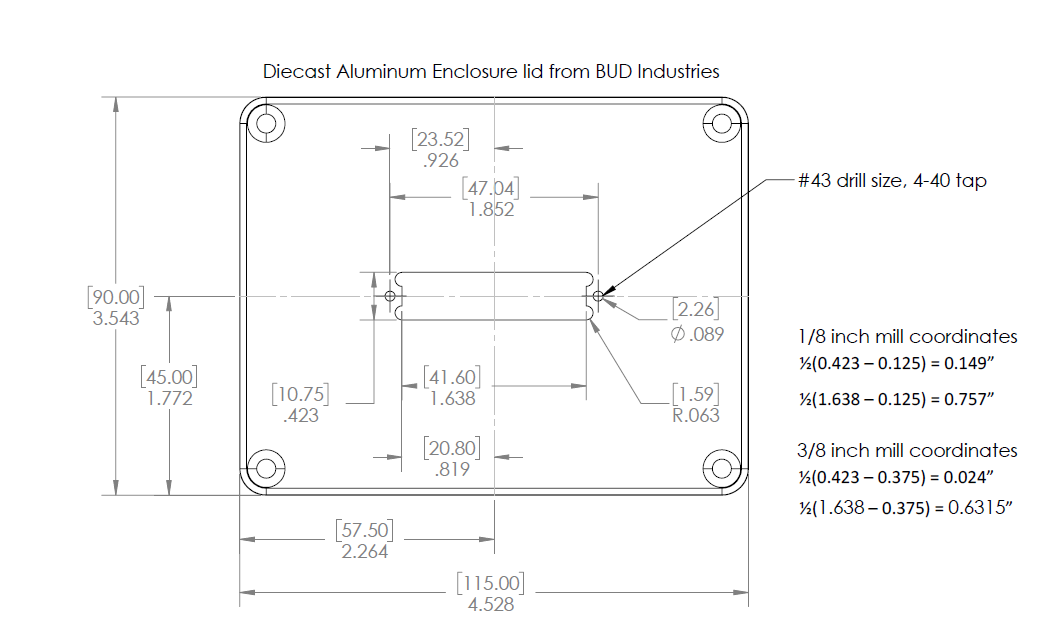 Diecast Aluminum Enclosure lid from BUD Industries
[23.52]
.926
[47.04]
1.852
#43 drill size, 4-40 tap
[90.00]
3.543
[2.26]
∅ .089
1/8 inch mill coordinates
½(0.423 – 0.125) = 0.149”
[45.00]
1.772
[41.60]
1.638
[10.75]
.423
[1.59]
R.063
½(1.638 – 0.125) = 0.757”
[20.80]
.819
3/8 inch mill coordinates
½(0.423 – 0.375) = 0.024”
½(1.638 – 0.375) = 0.6315”
[57.50]
2.264
[115.00]
4.528